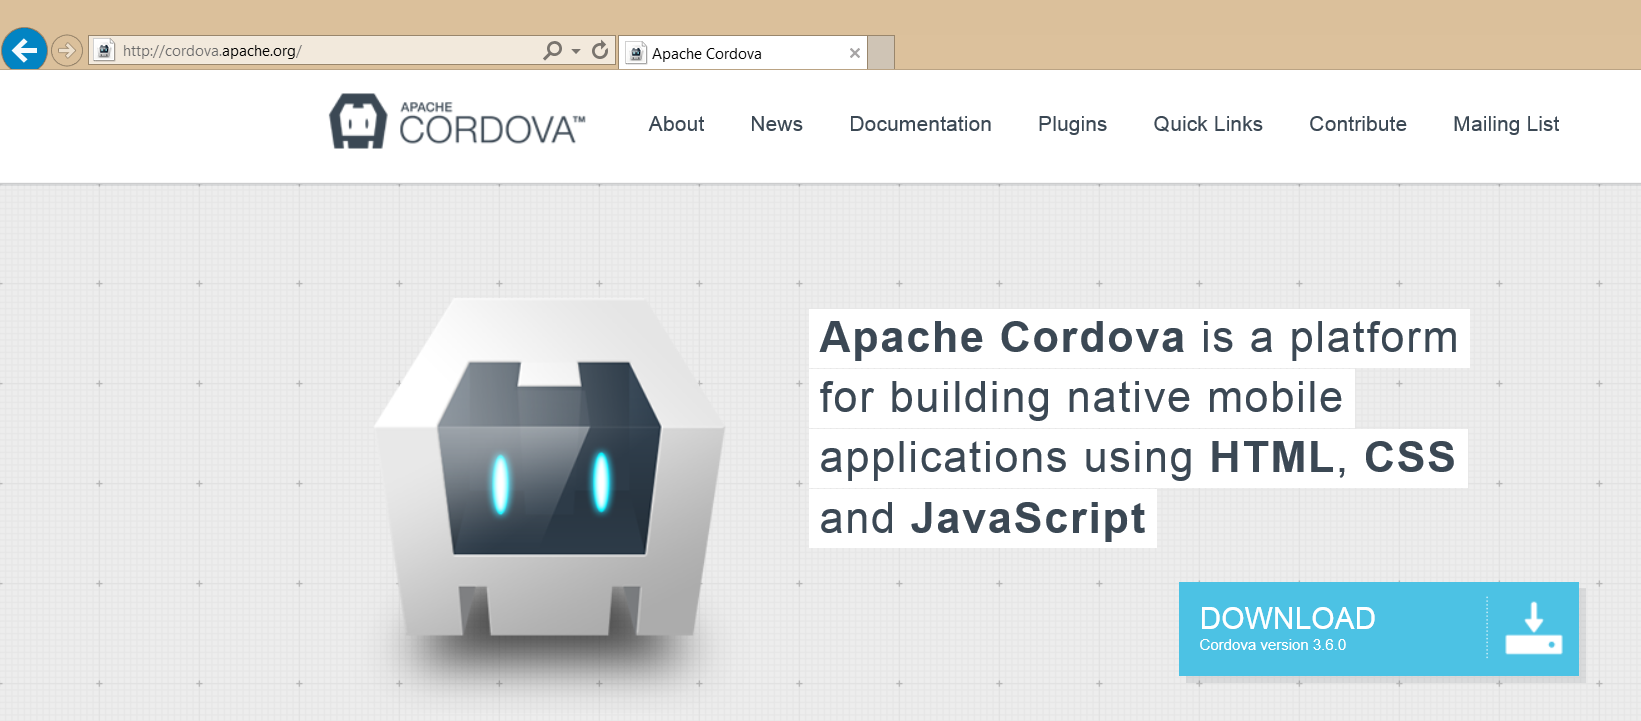 http://cordova.apache.org/
Apache Cordova
APACHE
CORDOVA™
About
News
Documentation
Plugins
Quick Links
Contribute
Mailing List
Apache Cordova is a platform
for building native mobile
applications using HTML, CSS
and JavaScript
DOWNLOAD
Cordova version 3.6.0